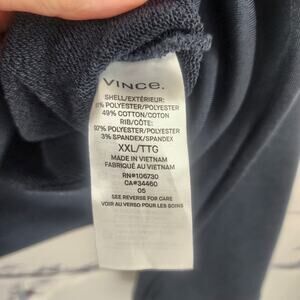 VINCE.
SHELL/EXTÉRIEUR:
51% POLYESTER/POLYESTER
49% COTTON/COTON
RIB/CÔTE:
97% POLYESTER/POLYESTER
3% SPANDEX/SPANDEX
XXL/TTG
MADE IN VIETNAM
FABRIQUÉ AU VIETNAM
RN#106730
CA#34460
05
SEE REVERSE FOR CARE
VOIR AU VERSO POUR LES SOINS